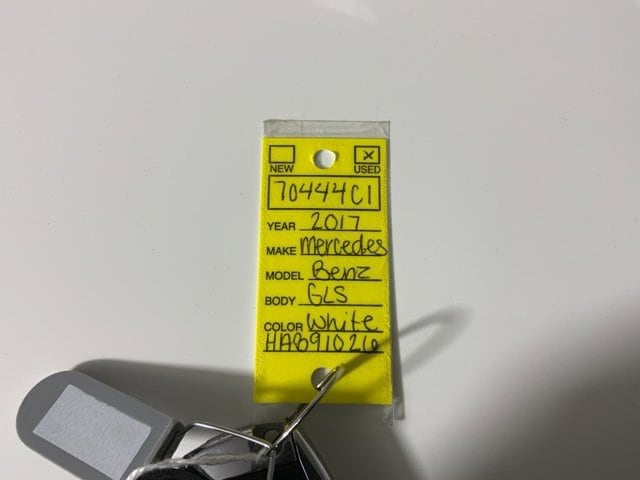 NEW USED
70444C1
YEAR 2017
MAKE Mercedes
MODEL Benz
BODY GLS
COLOR White
HA891026